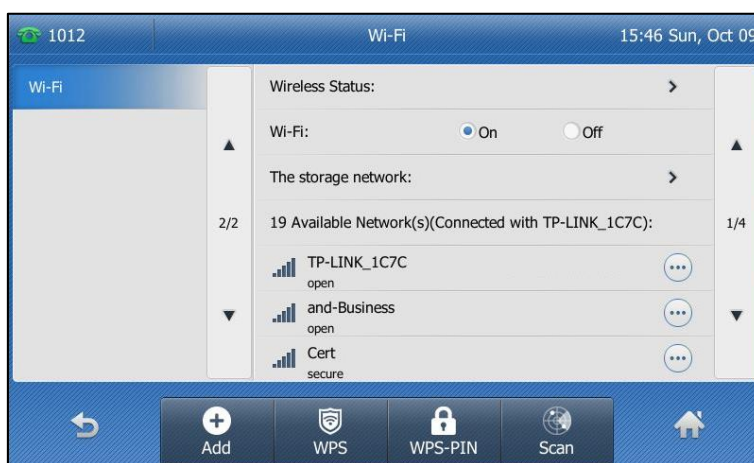 1012 Wi-Fi 15:46 Sun, Oct 09
Wi-Fi
Wireless Status:
Wi-Fi: On Off
The storage network:
2/2
19 Available Network(s)(Connected with TP-LINK_1C7C):
1/4
TP-LINK_1C7C
open
and-Business
open
Cert
secure
Add WPS WPS-PIN Scan